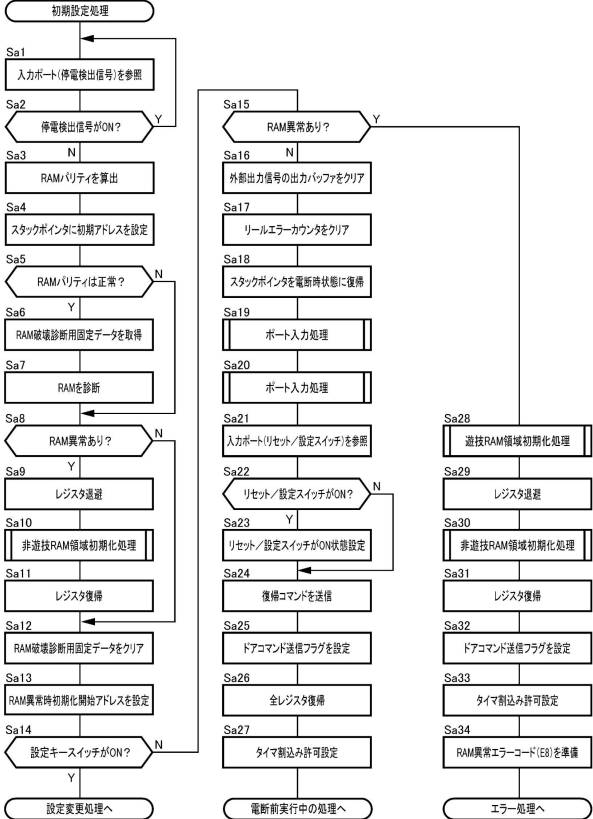 初期設定処理
Sa1
入力ポート(停電検出信号)を参照
Sa2
停電検出信号がON?
Y
N
Sa3
RAMパリティを算出
Sa4
スタックポインタに初期アドレスを設定
Sa5
RAMパリティは正常?
N
Y
Sa6
RAM破壊診断用固定データを取得
Sa7
RAMを診断
Sa8
RAM異常あり?
N
Y
Sa9
レジスタ退避
Sa10
非遊技RAM領域初期化処理
Sa11
レジスタ復帰
Sa12
RAM破壊診断用固定データをクリア
Sa13
RAM異常時初期化開始アドレスを設定
Sa14
設定キースイッチがON?
N
Y
設定変更処理へ
Sa15
RAM異常あり?
Y
N
Sa16
外部出力信号の出力バッファをクリア
Sa17
リールエラーカウンタをクリア
Sa18
スタックポインタを電断時状態に復帰
Sa19
ポート入力処理
Sa20
ポート入力処理
Sa21
入力ポート(リセット/設定スイッチ)を参照
Sa22
リセット/設定スイッチがON?
N
Y
Sa23
リセット/設定スイッチがON状態設定
Sa24
復帰コマンドを送信
Sa25
ドアコマンド送信フラグを設定
Sa26
全レジスタ復帰
Sa27
タイマ割込み許可設定
電断前実行中の処理へ
Sa28
遊技RAM領域初期化処理
Sa29
レジスタ退避
Sa30
非遊技RAM領域初期化処理
Sa31
レジスタ復帰
Sa32
ドアコマンド送信フラグを設定
Sa33
タイマ割込み許可設定
Sa34
RAM異常エラーコード(E8)を準備
エラー処理へ